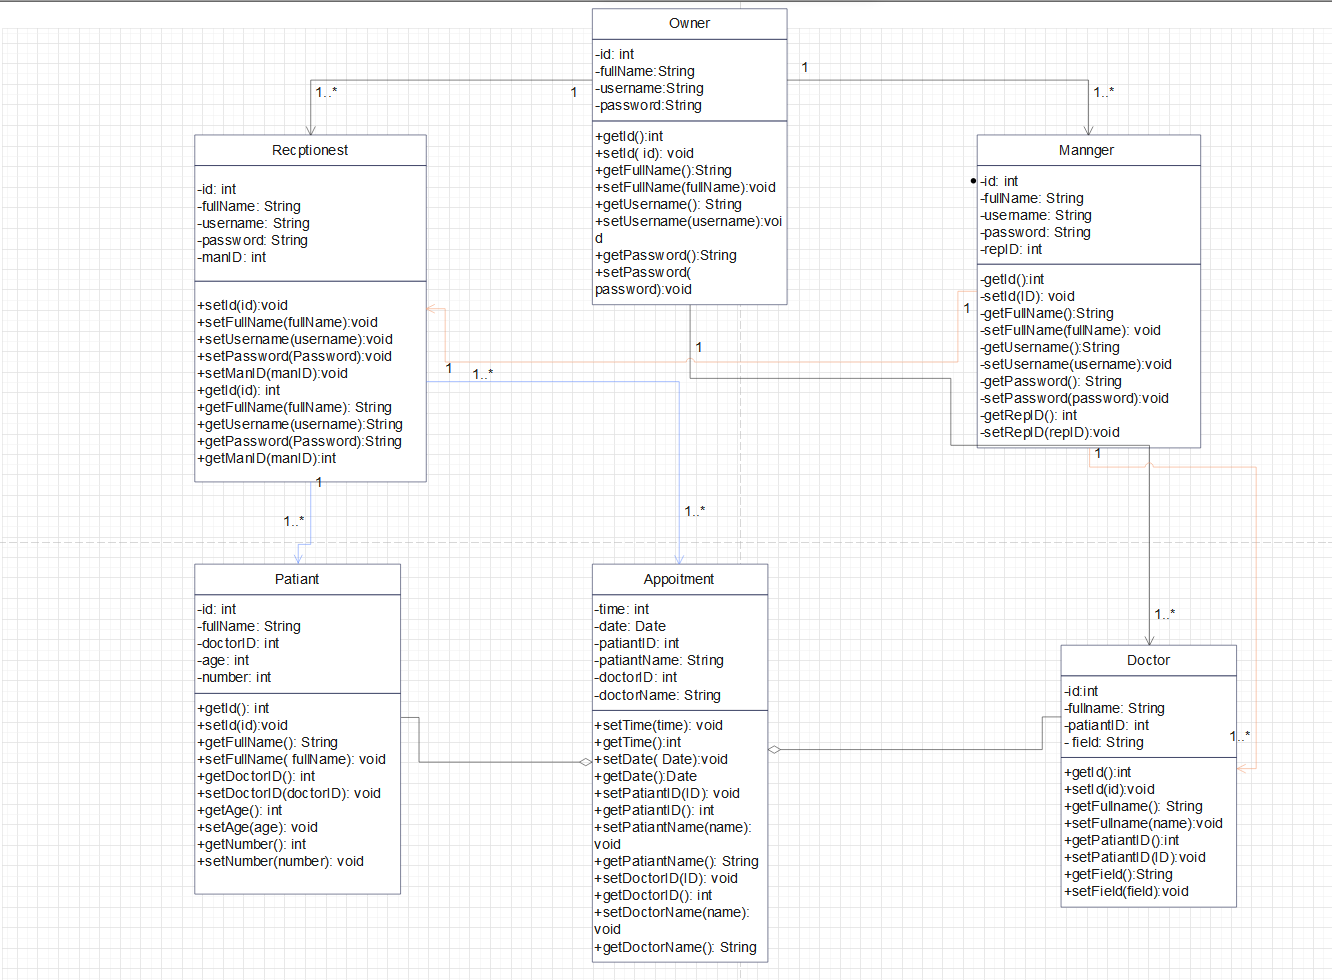 Owner
-id: int
-fullName:String
-username:String
-password:String
+getId():int
+setId( id): void
+getFullName():String
+setFullName(fullName):void
+getUsername(): String
+setUsername(username):voi
d
+getPassword():String
+setPassword(
password):void
1
1..*
1
1..*
1
Recptionest
-id: int
-fullName: String
-username: String
-password: String
-manID: int
+setId(id):void
+setFullName(fullName):void
+setUsername(username):void
+setPassword(Password):void
+setManID(manID):void
+getId(id): int
+getFullName(fullName): String
+getUsername(username):String
+getPassword(Password):String
+getManID(manID):int
Mannger
-id: int
-fullName: String
-username: String
-password: String
-repID: int
-getId():int
-setId(ID): void
-getFullName():String
-setFullName(fullName): void
-getUsername():String
-setUsername(username):void
-getPassword(): String
-setPassword(password):void
-getRepID(): int
-setRepID(repID):void
1
1
1..*
1
1
1..*
1..*
1..*
1..*
Patiant
-id: int
-fullName: String
-doctorID: int
-age: int
-number: int
+getId(): int
+setId(id):void
+getFullName(): String
+setFullName( fullName): void
+getDoctorID(): int
+setDoctorID(doctorID): void
+getAge(): int
+setAge(age): void
+getNumber(): int
+setNumber(number): void
Appoitment
-time: int
-date: Date
-patiantID: int
-patiantName: String
-doctorID: int
-doctorName: String
+setTime(time): void
+getTime():int
+setDate( Date):void
+getDate():Date
+setPatiantID(ID): void
+getPatiantID(): int
+setPatiantName(name):
void
+getPatiantName(): String
+setDoctorID(ID): void
+getDoctorID(): int
+setDoctorName(name):
void
+getDoctorName(): String
Doctor
-id:int
-fullname: String
-patiantID: int
- field: String
+getId():int
+setId(id):void
+getFullname(): String
+setFullname(name):void
+getPatiantID():int
+setPatiantID(ID):void
+getField():String
+setField(field):void